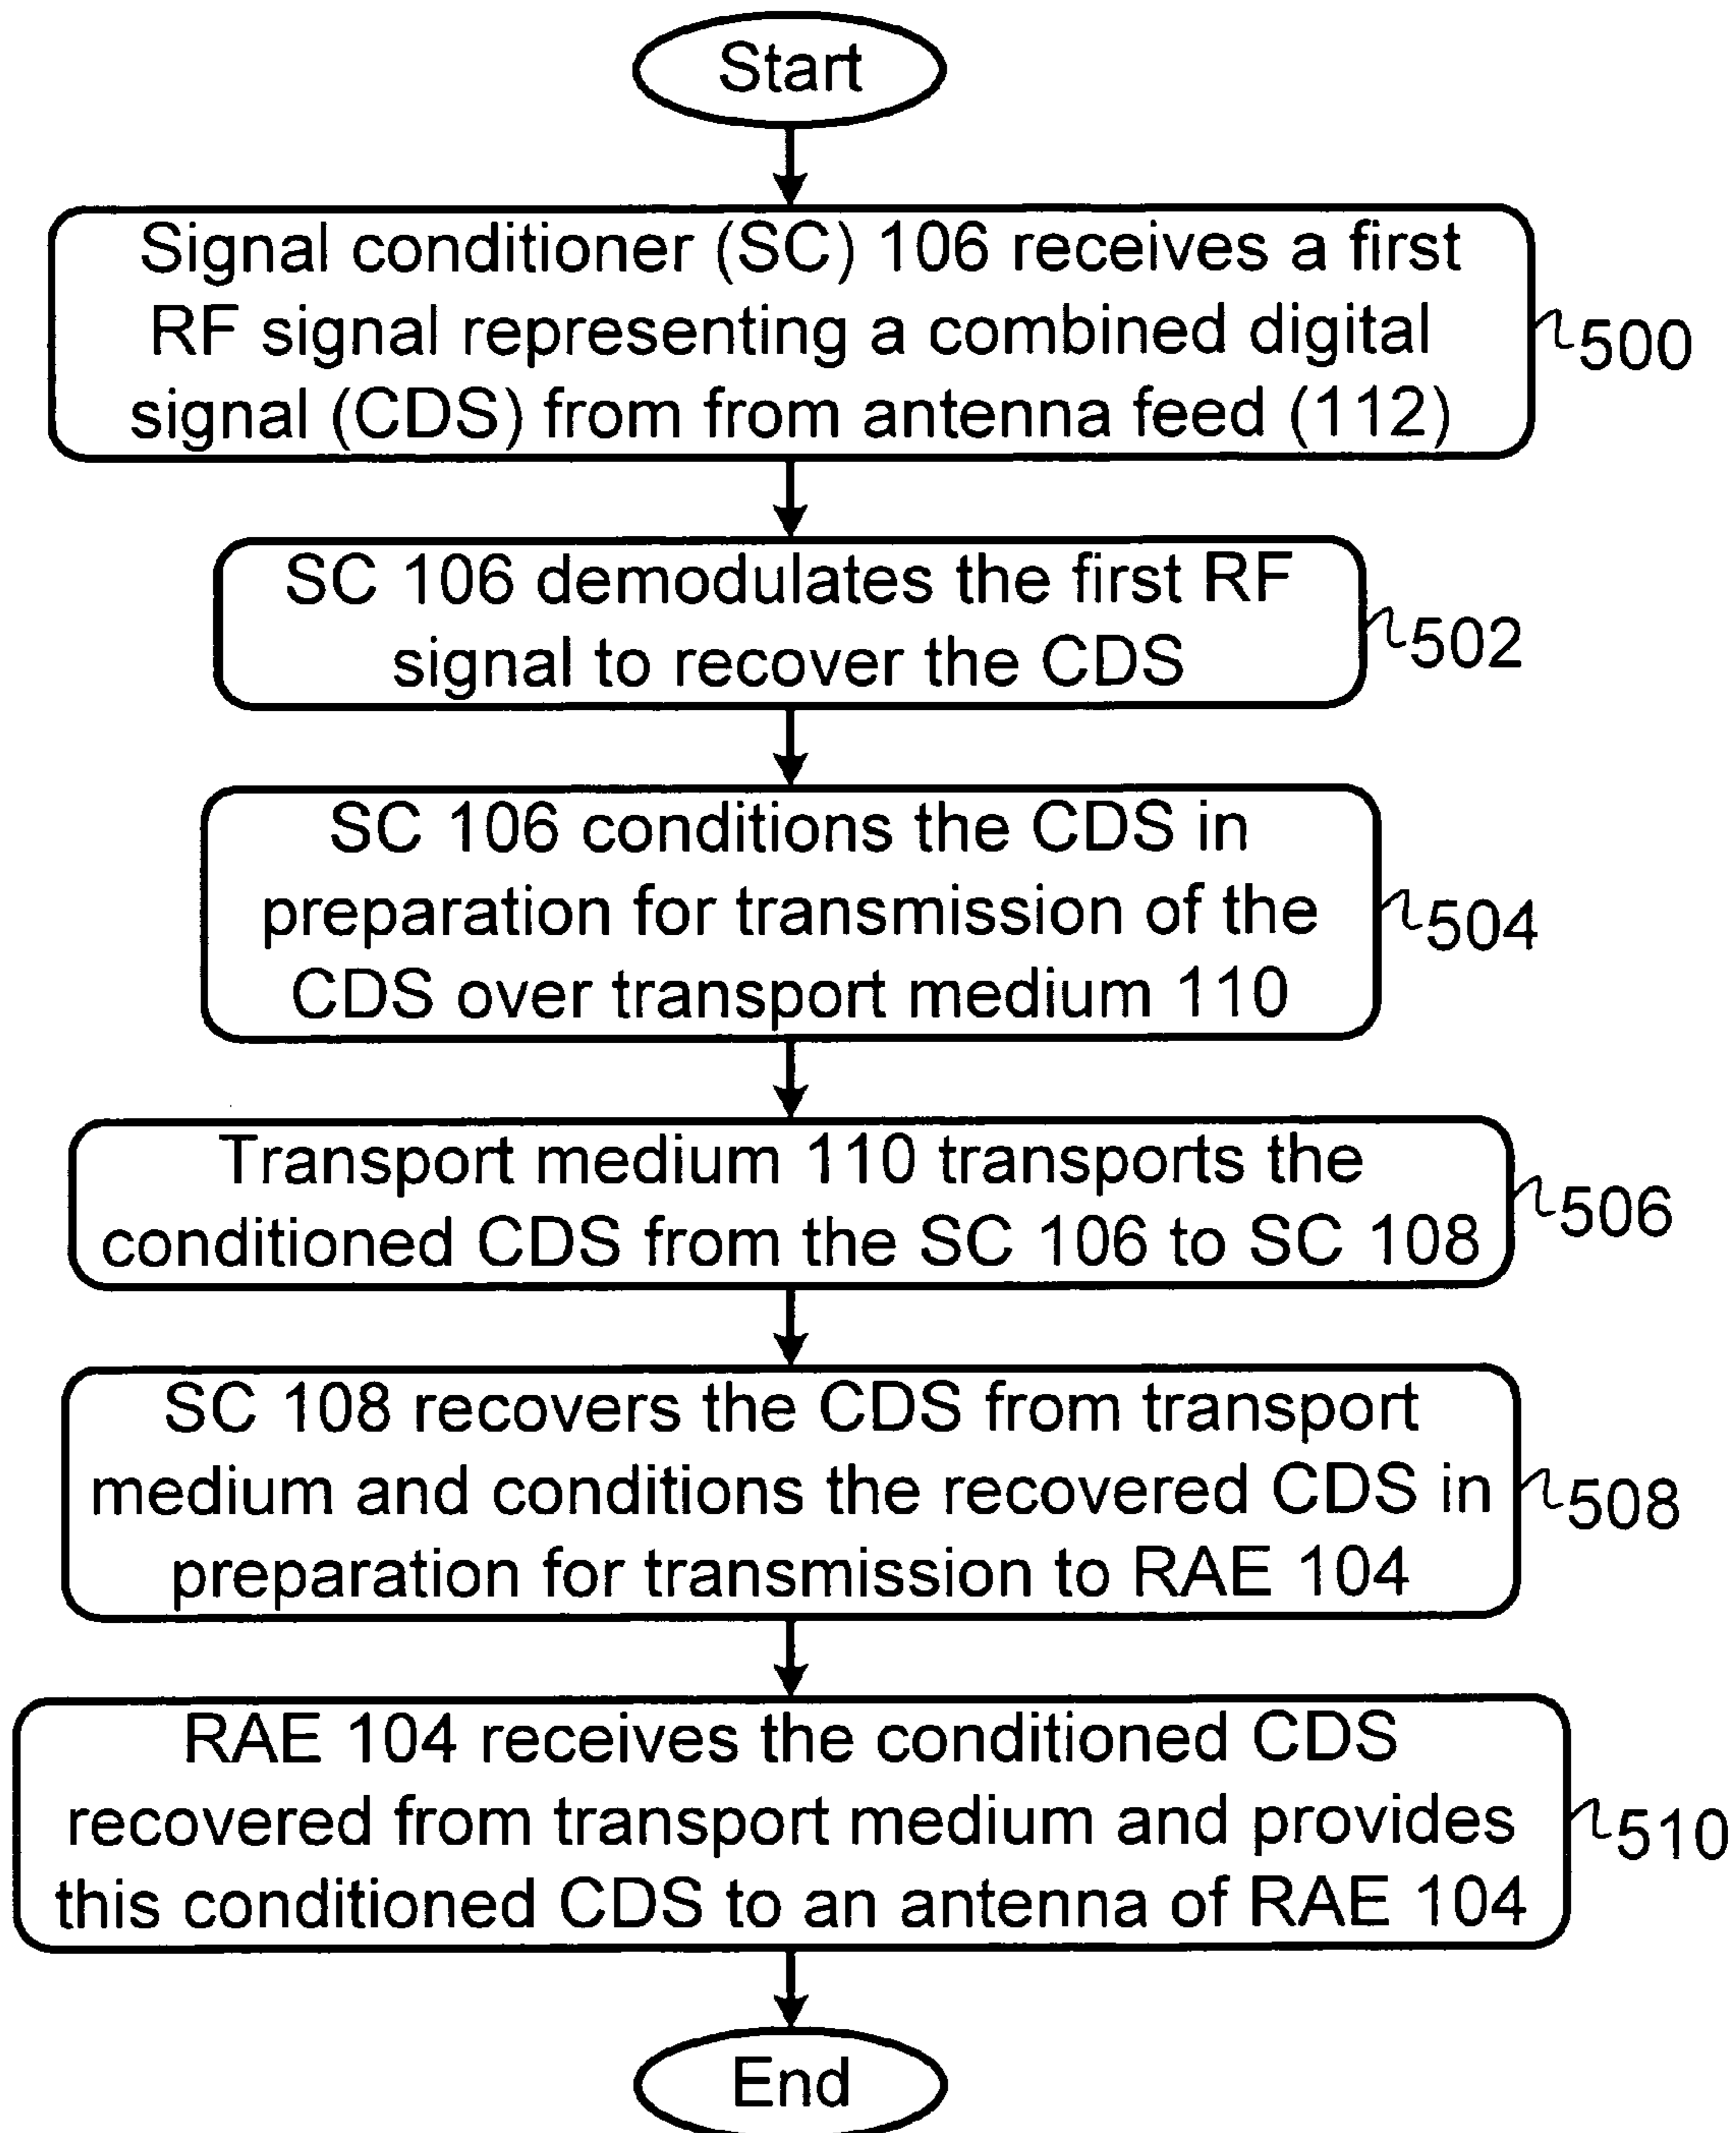 Start
Signal conditioner (SC) 106 receives a first
RF signal representing a combined digital
signal (CDS) from from antenna feed (112)
500
SC 106 demodulates the first RF
signal to recover the CDS
502
SC 106 conditions the CDS in
preparation for transmission of the
CDS over transport medium 110
504
Transport medium 110 transports the
conditioned CDS from the SC 106 to SC 108
506
SC 108 recovers the CDS from transport
medium and conditions the recovered CDS in
preparation for transmission to RAE 104
508
RAE 104 receives the conditioned CDS
recovered from transport medium and provides
this conditioned CDS to an antenna of RAE 104
510
End